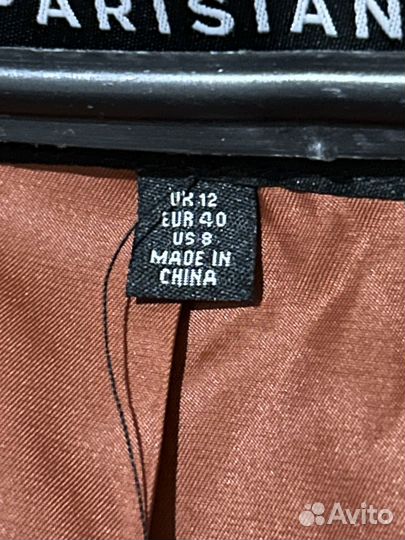 PARISIAN
UK 12
EUR 40
US 8
MADE IN
CHINA
Avito